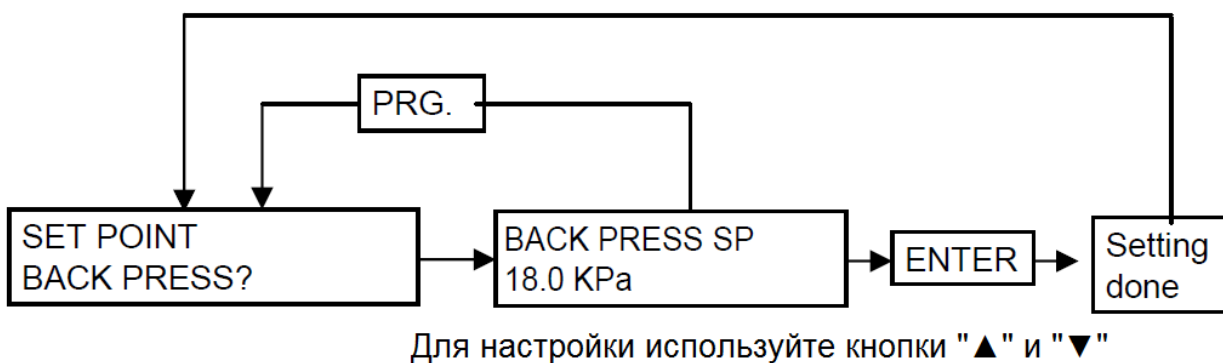 PRG.
SET POINT
BACK PRESS?
BACK PRESS SP
18.0 KPa
ENTER
Setting
done
Для настройки используйте кнопки "▲" и "▼"